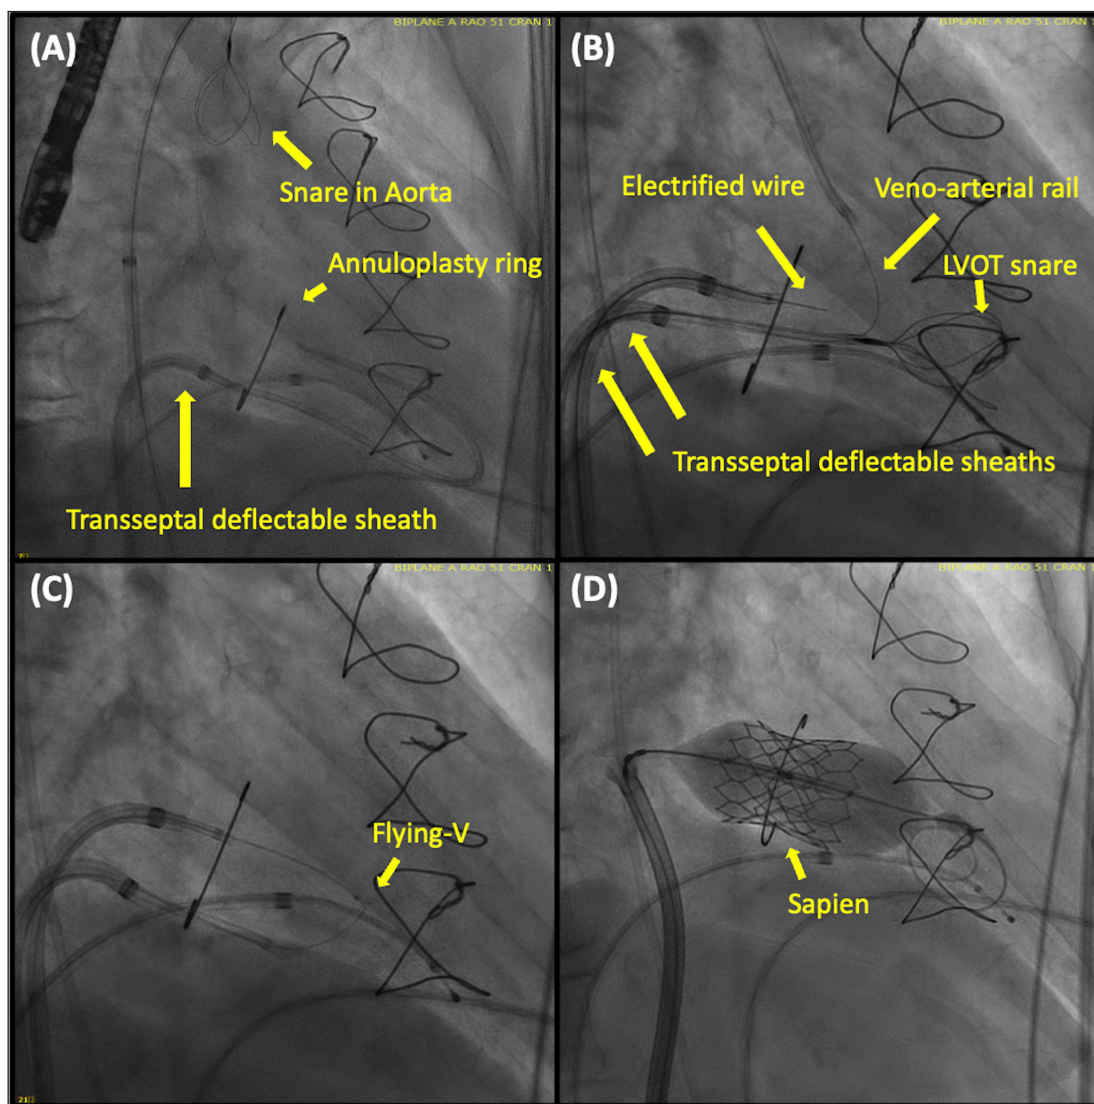 BIPLANE A RAO 51 CRAN 1
(A)
Snare in Aorta
Annuloplasty ring
Transseptal deflectable sheath
BIPLANE A RAO 51 CRAN 1
(B)
Electrified wire
Veno-arterial rail
LVOT snare
Transseptal deflectable sheaths
BIPLANE A RAO 51 CRAN 1
(C)
Flying-V
BIPLANE A RAO 51 CRAN 1
(D)
Sapien